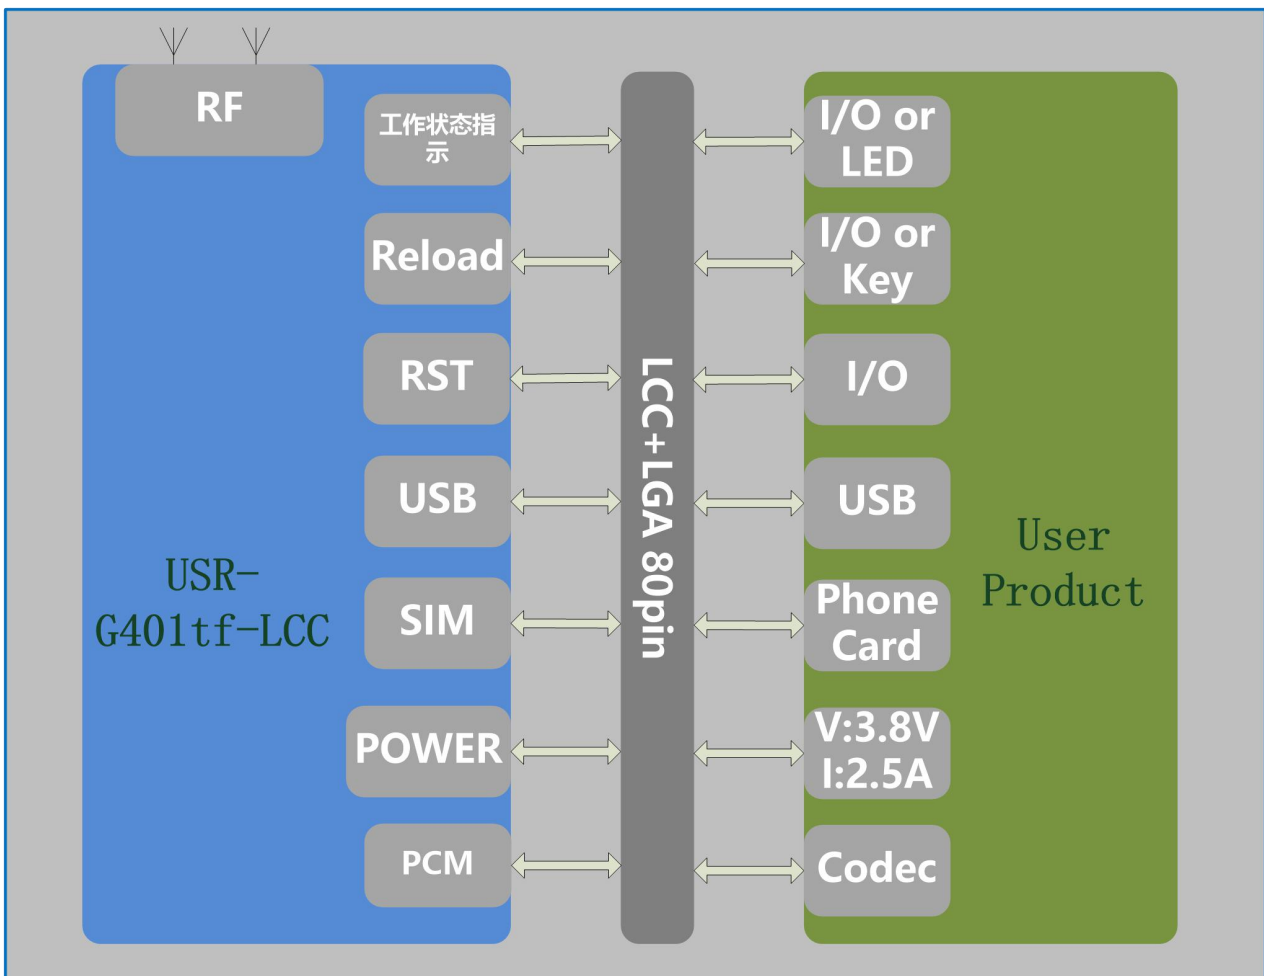 RF
工作状态指
示
Reload
RST
USB
SIM
POWER
PCM
USR-
G401tf-LCC
LCC+LGA 80pin
I/O or
LED
I/O or
Key
I/O
USB
Phone
Card
V:3.8V
I:2.5A
Codec
User
Product